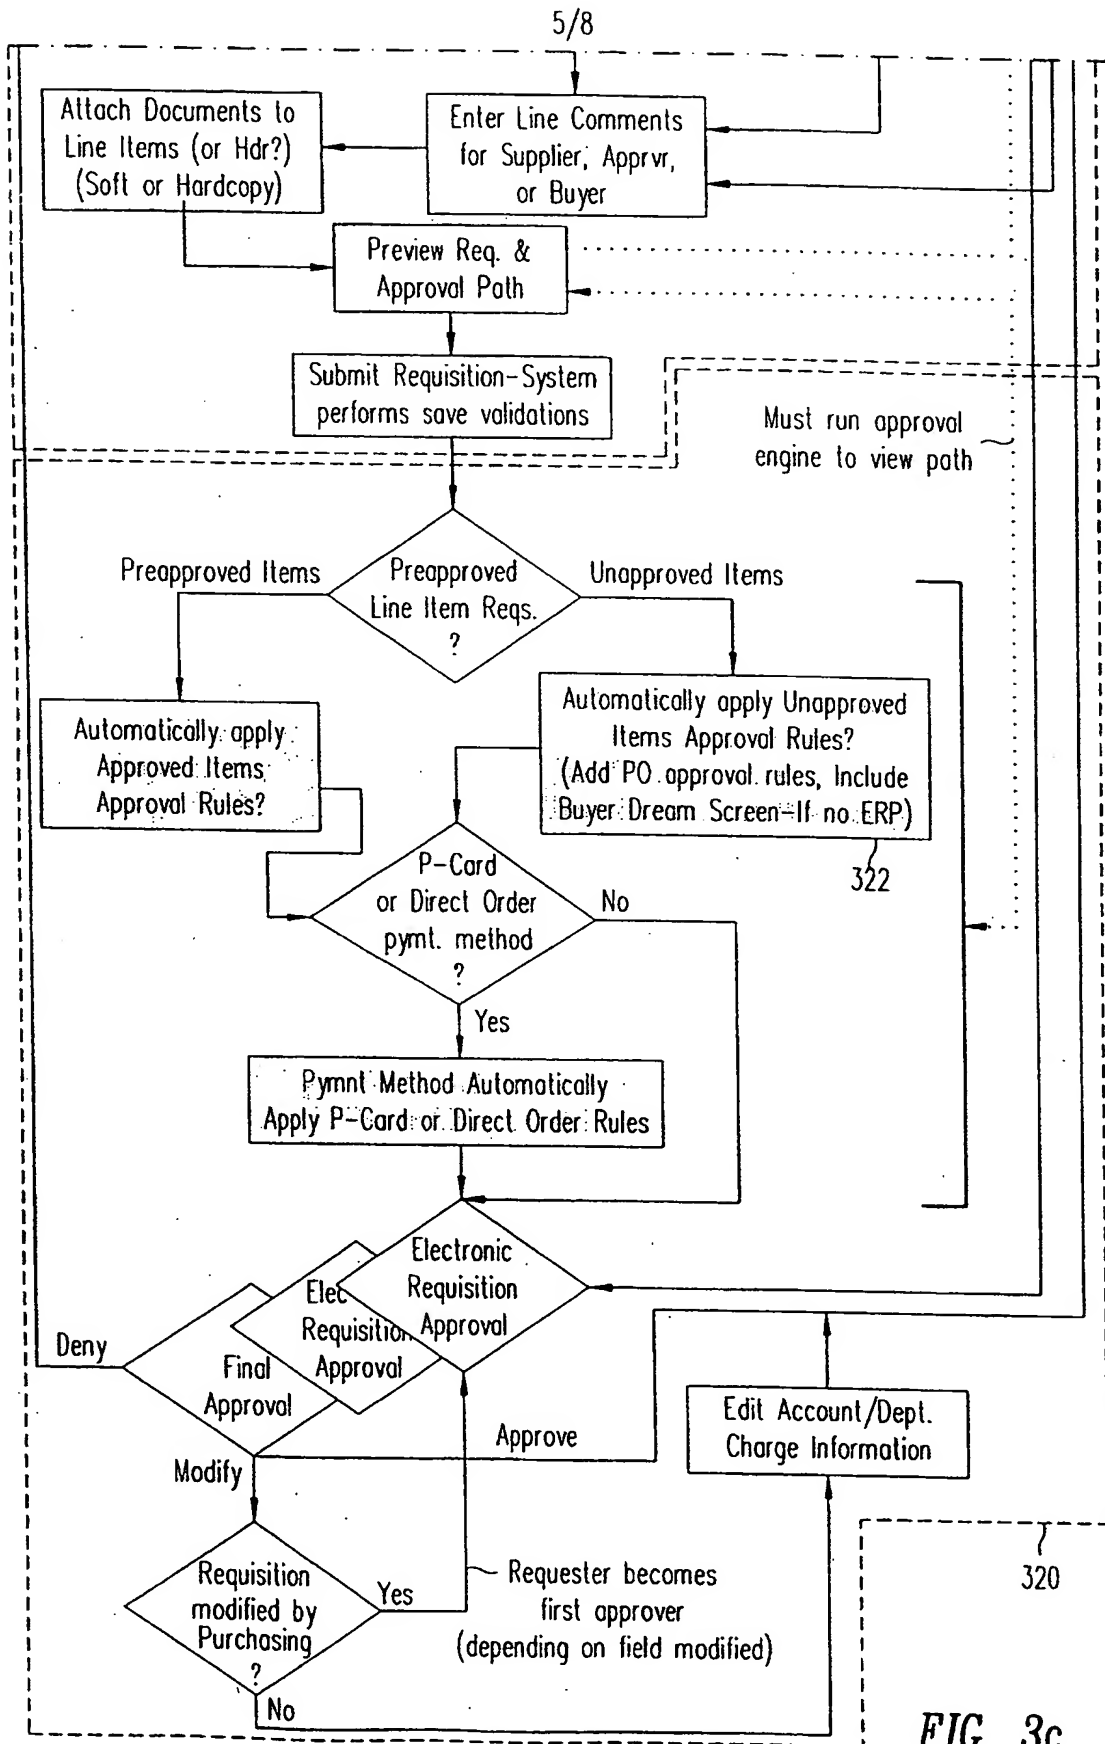 5/8
Attach Documents to
Line Items (or Hdr?)
(Soft or Hardcopy)
Enter Line Comments
for Supplier, Apprvr,
or Buyer
Preview Req. &
Approval Path
Submit Requisition-System
performs save validations
Must run approval
engine to view path
Preapproved Items
Preapproved
Line Item Reqs.
?
Unapproved Items
Automatically apply
Approved Items
Approval Rules?
Automatically apply Unapproved
Items Approval Rules?
(Add PO approval rules, Include
Buyer Dream Screen-If no ERP)
322
P-Card
or Direct Order
pymt. method
?
No
Yes
Pymnt Method Automatically
Apply P-Card or Direct Order Rules
Electronic
Requisition
Approval
Elec
Requisition
Approval
Final
Approval
Deny
Approve
Modify
Edit Account/Dept.
Charge Information
Requisition
modified by
Purchasing
?
Yes
No
Requester becomes
first approver
(depending on field modified)
320
FIG. 3c